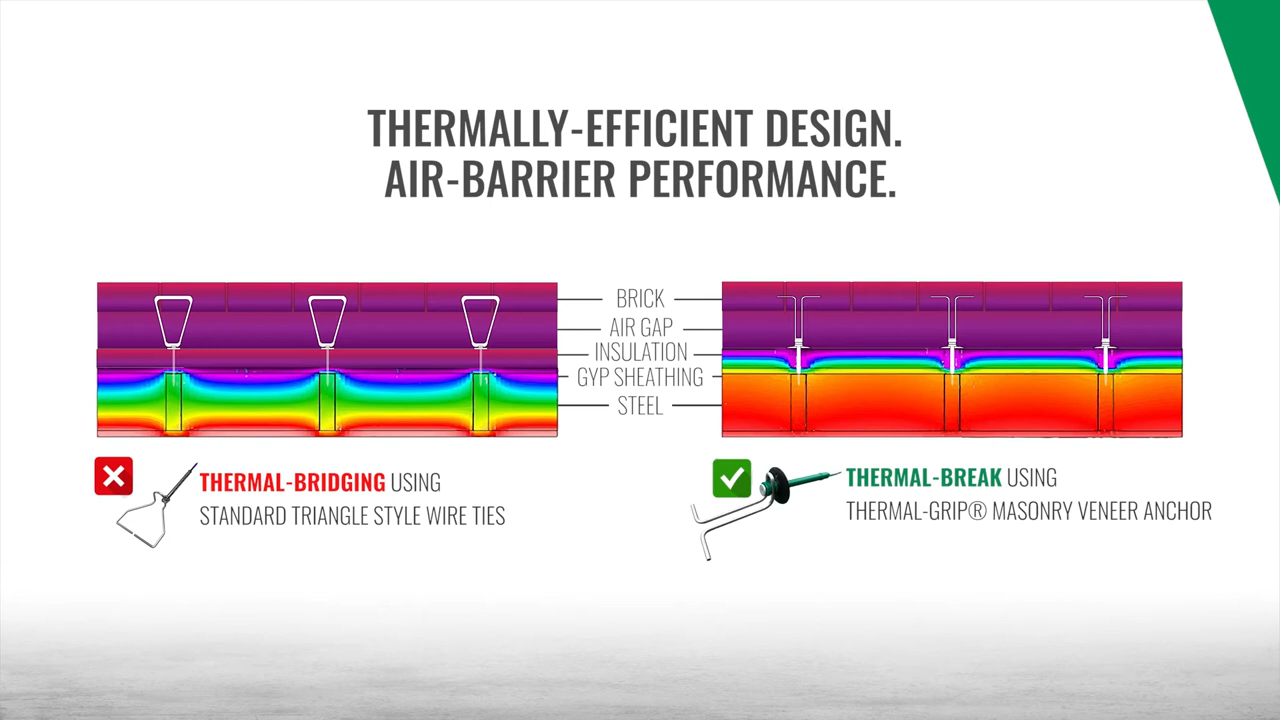 THERMALLY-EFFICIENT DESIGN.
AIR-BARRIER PERFORMANCE.
BRICK
AIR GAP
INSULATION
GYP SHEATHING
STEEL
THERMAL-BRIDGING USING
STANDARD TRIANGLE STYLE WIRE TIES
THERMAL-BREAK USING
THERMAL-GRIP® MASONRY VENEER ANCHOR